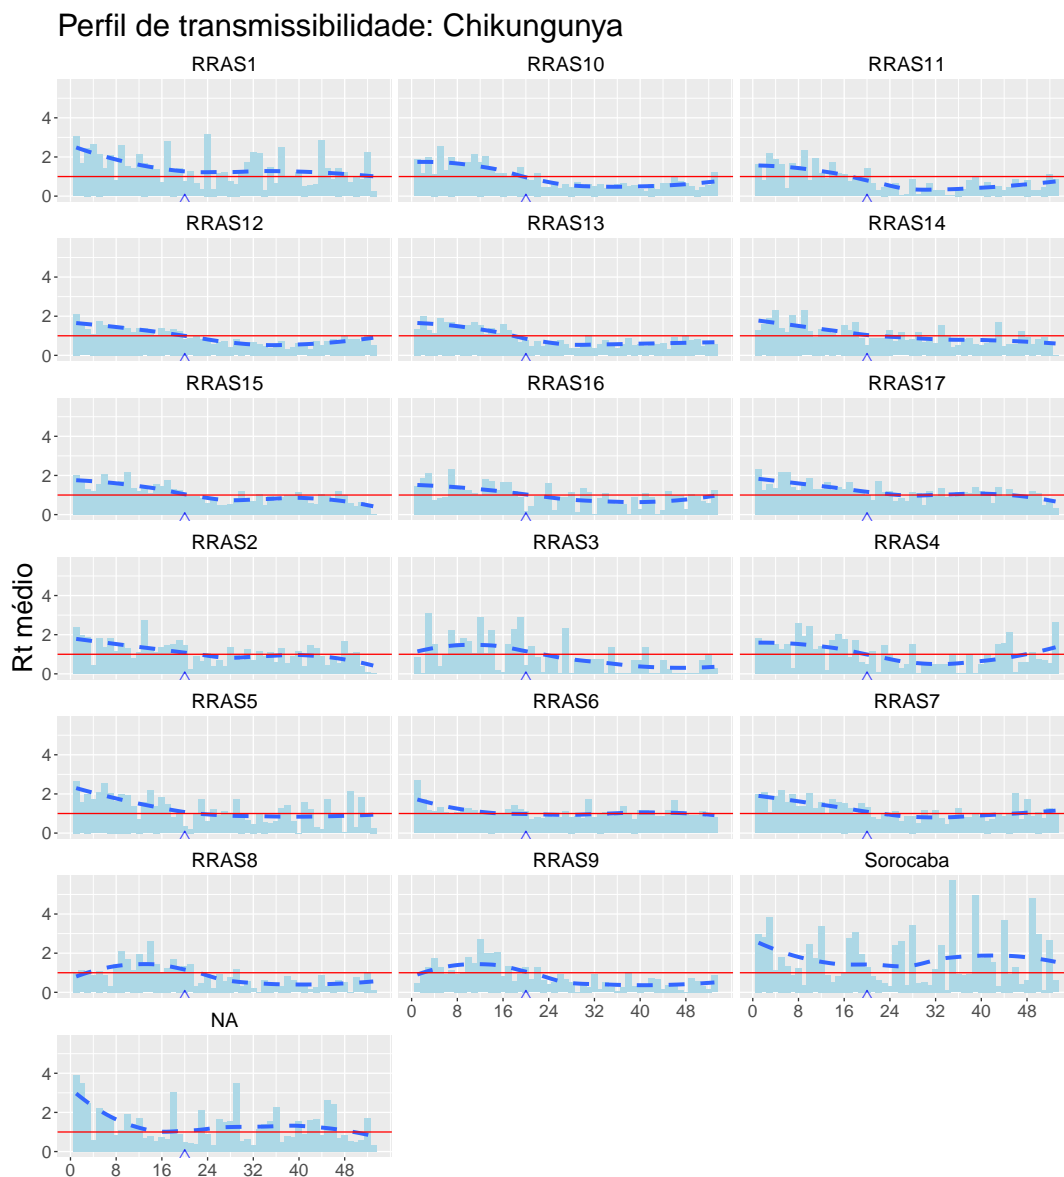 Perfil de transmissibilidade: Chikungunya
RRAS1 RRAS10 RRAS11
4
2
0
RRAS12 RRAS13 RRAS14
4
2
0
RRAS15 RRAS16 RRAS17
4
2
0
RRAS2 RRAS3 RRAS4
4
2
0
Rt médio
RRAS5 RRAS6 RRAS7
4
2
0
RRAS8 RRAS9 Sorocaba
4
2
0
0 8 16 24 32 40 48 0 8 16 24 32 40 48
NA
4
2
0
0 8 16 24 32 40 48